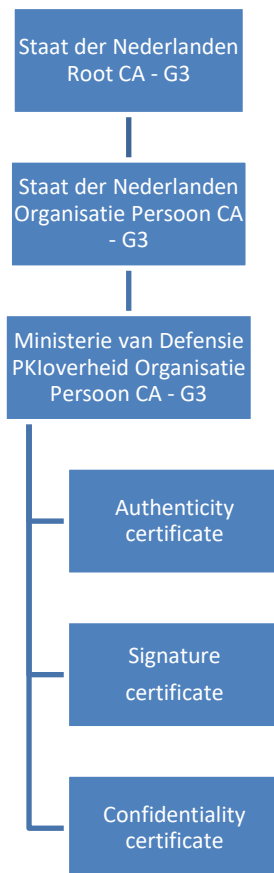 Staat der Nederlanden
Root CA - G3
Staat der Nederlanden
Organisatie Persoon CA
- G3
Ministerie van Defensie
PKIoverheid Organisatie
Persoon CA - G3
Authenticity
certificate
Signature
certificate
Confidentiality
certificate